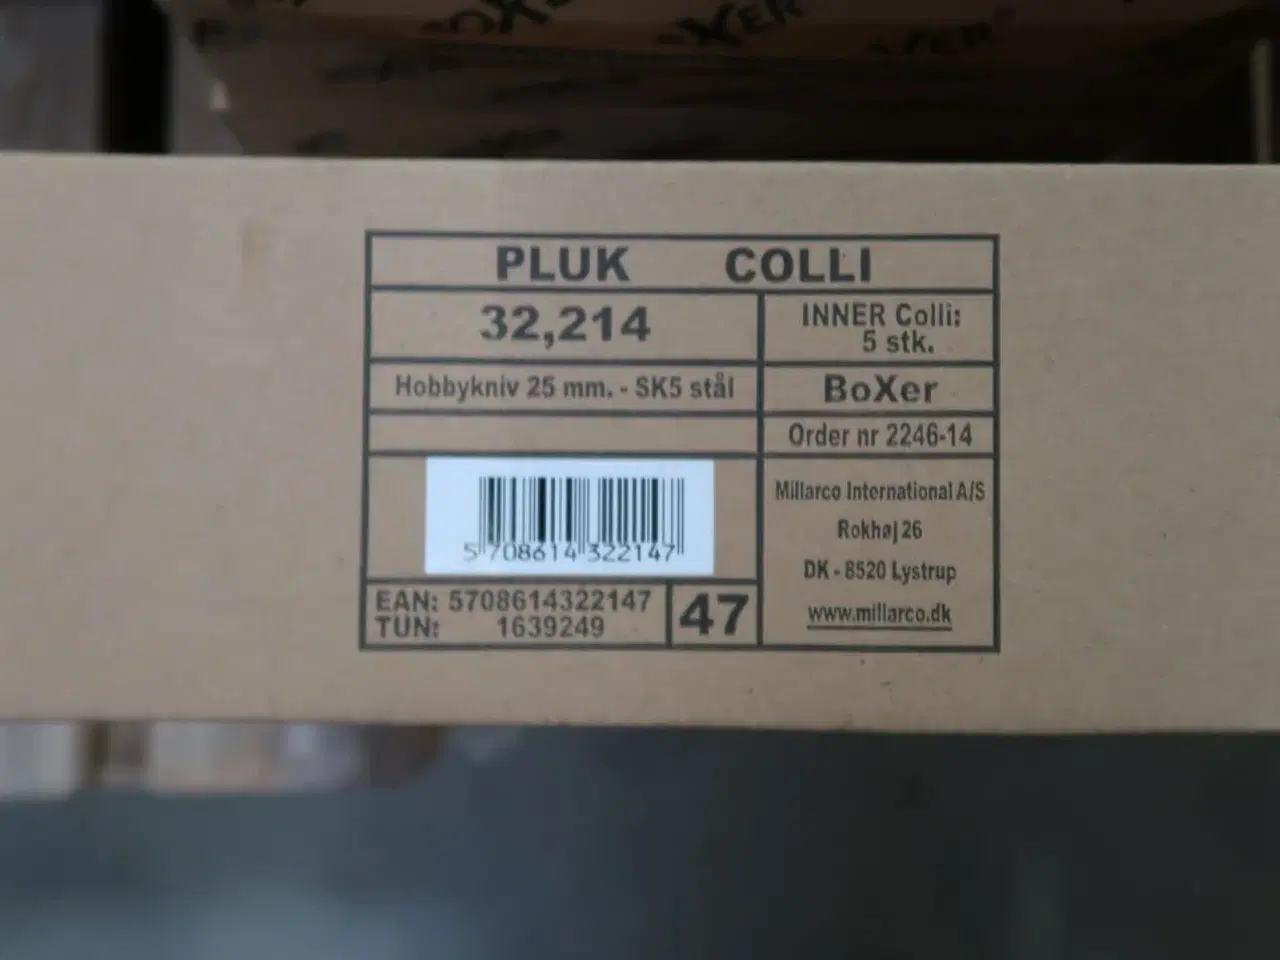 BoXer
PLUK COLLI
32,214
INNER Colli:
5 stk.
Hobbykniv 25 mm. - SK5 stål
BoXer
Order nr 2246-14
5 708614 322147
Millarco International A/S
Rokhøj 26
DK - 8520 Lystrup
www.millarco.dk
EAN: 5708614322147
TUN: 1639249
47